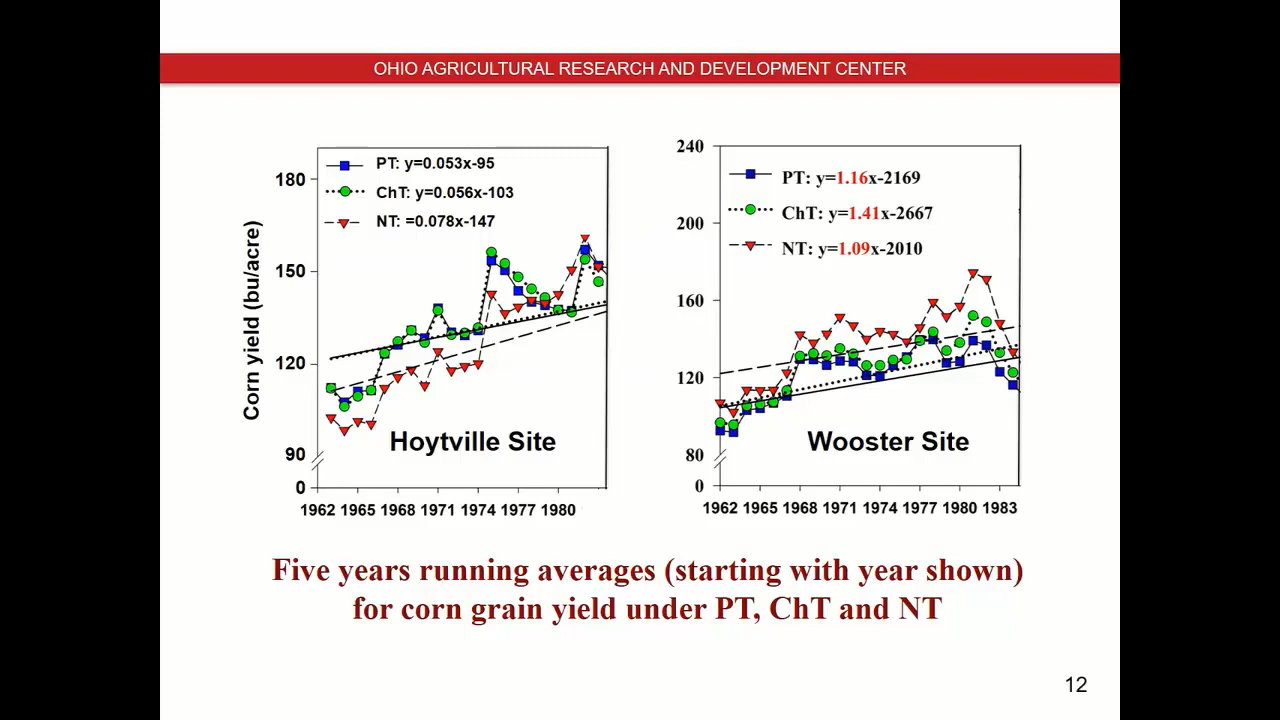 OHIO AGRICULTURAL RESEARCH AND DEVELOPMENT CENTER
Corn yield (bu/acre)
180
150
120
90
0
PT: y=0.053x-95
ChT: y=0.056x-103
NT: =0.078x-147
Hoytville Site
1962 1965 1968 1971 1974 1977 1980
240
200
160
120
80
0
PT: y=1.16x-2169
ChT: y=1.41x-2667
NT: y=1.09x-2010
Wooster Site
1962 1965 1968 1971 1974 1977 1980 1983
Five years running averages (starting with year shown)
for corn grain yield under PT, ChT and NT
12